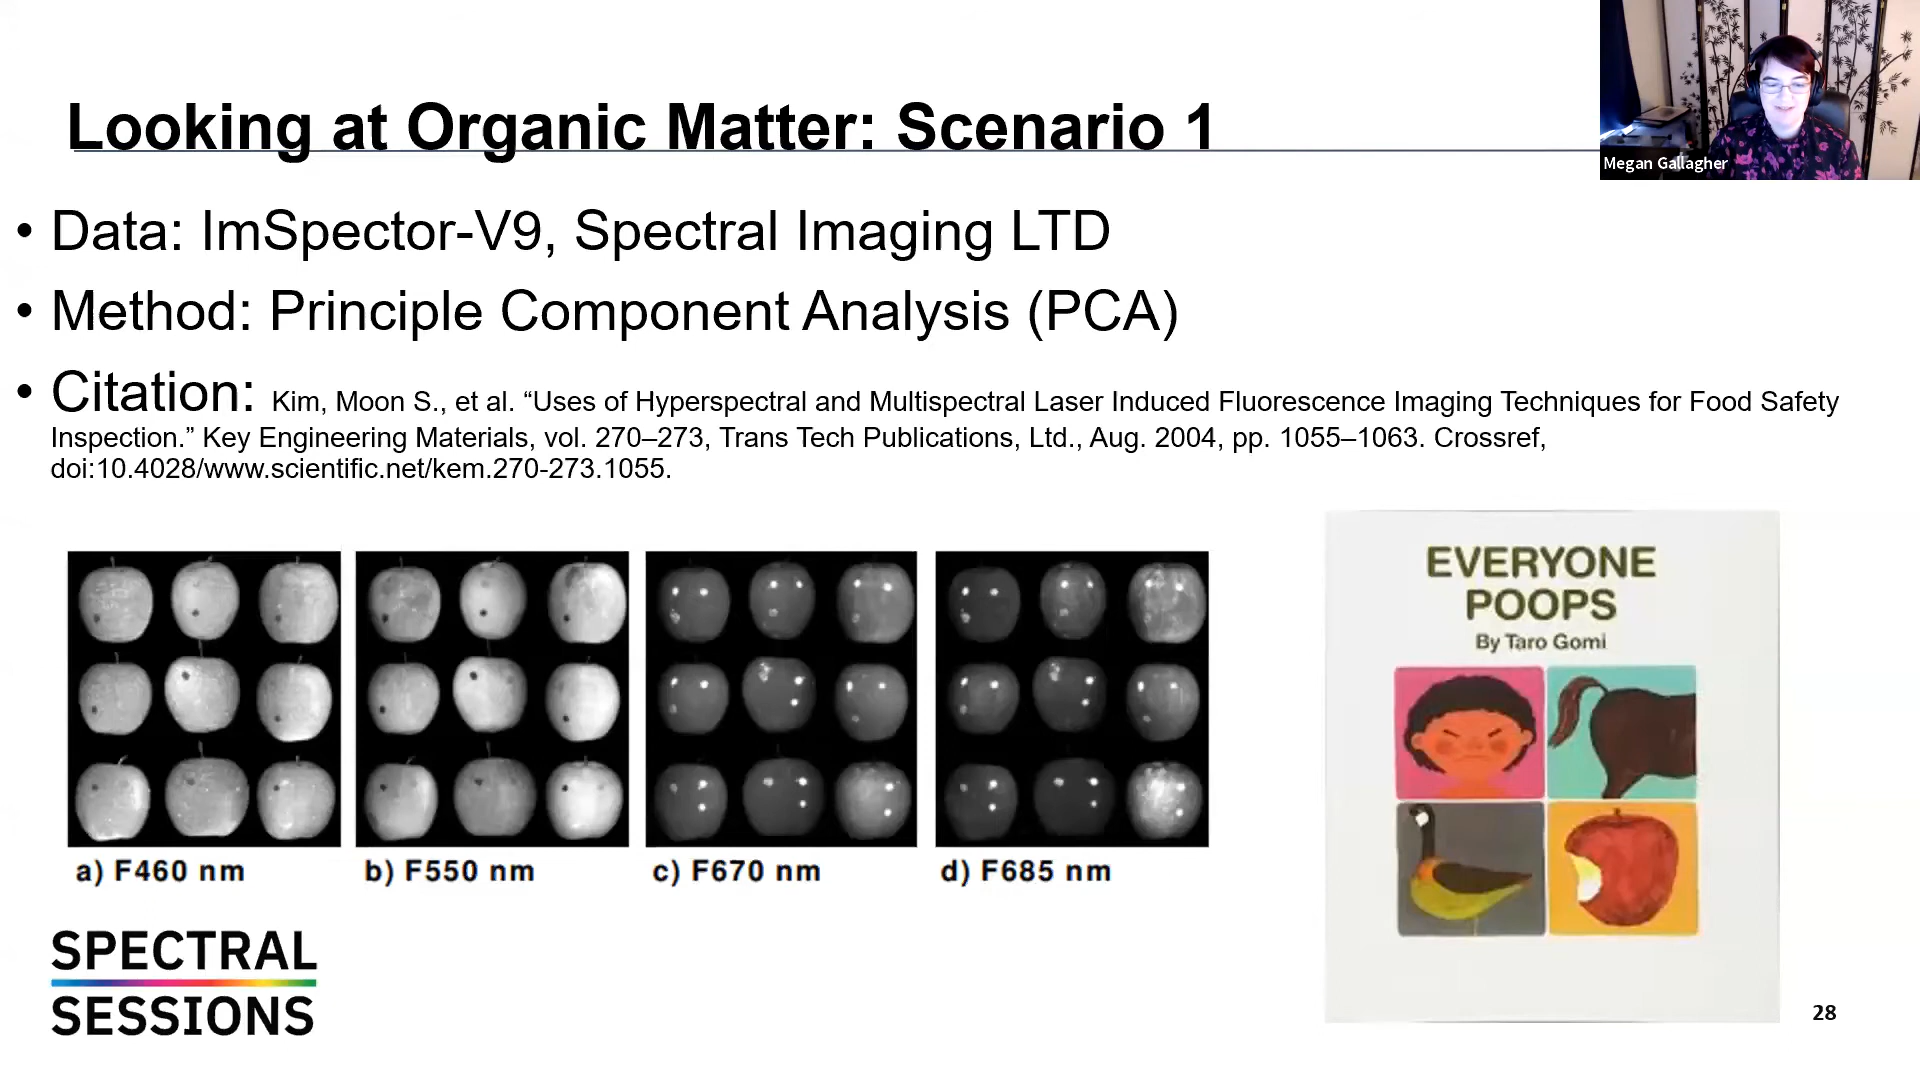 Looking at Organic Matter: Scenario 1
Megan Gallagher
• Data: ImSpector-V9, Spectral Imaging LTD
• Method: Principle Component Analysis (PCA)
• Citation: Kim, Moon S., et al. “Uses of Hyperspectral and Multispectral Laser Induced Fluorescence Imaging Techniques for Food Safety
Inspection.” Key Engineering Materials, vol. 270–273, Trans Tech Publications, Ltd., Aug. 2004, pp. 1055–1063. Crossref,
doi:10.4028/www.scientific.net/kem.270-273.1055.
a) F460 nm
b) F550 nm
c) F670 nm
d) F685 nm
EVERYONE
POOPS
By Taro Gomi
SPECTRAL
SESSIONS
28